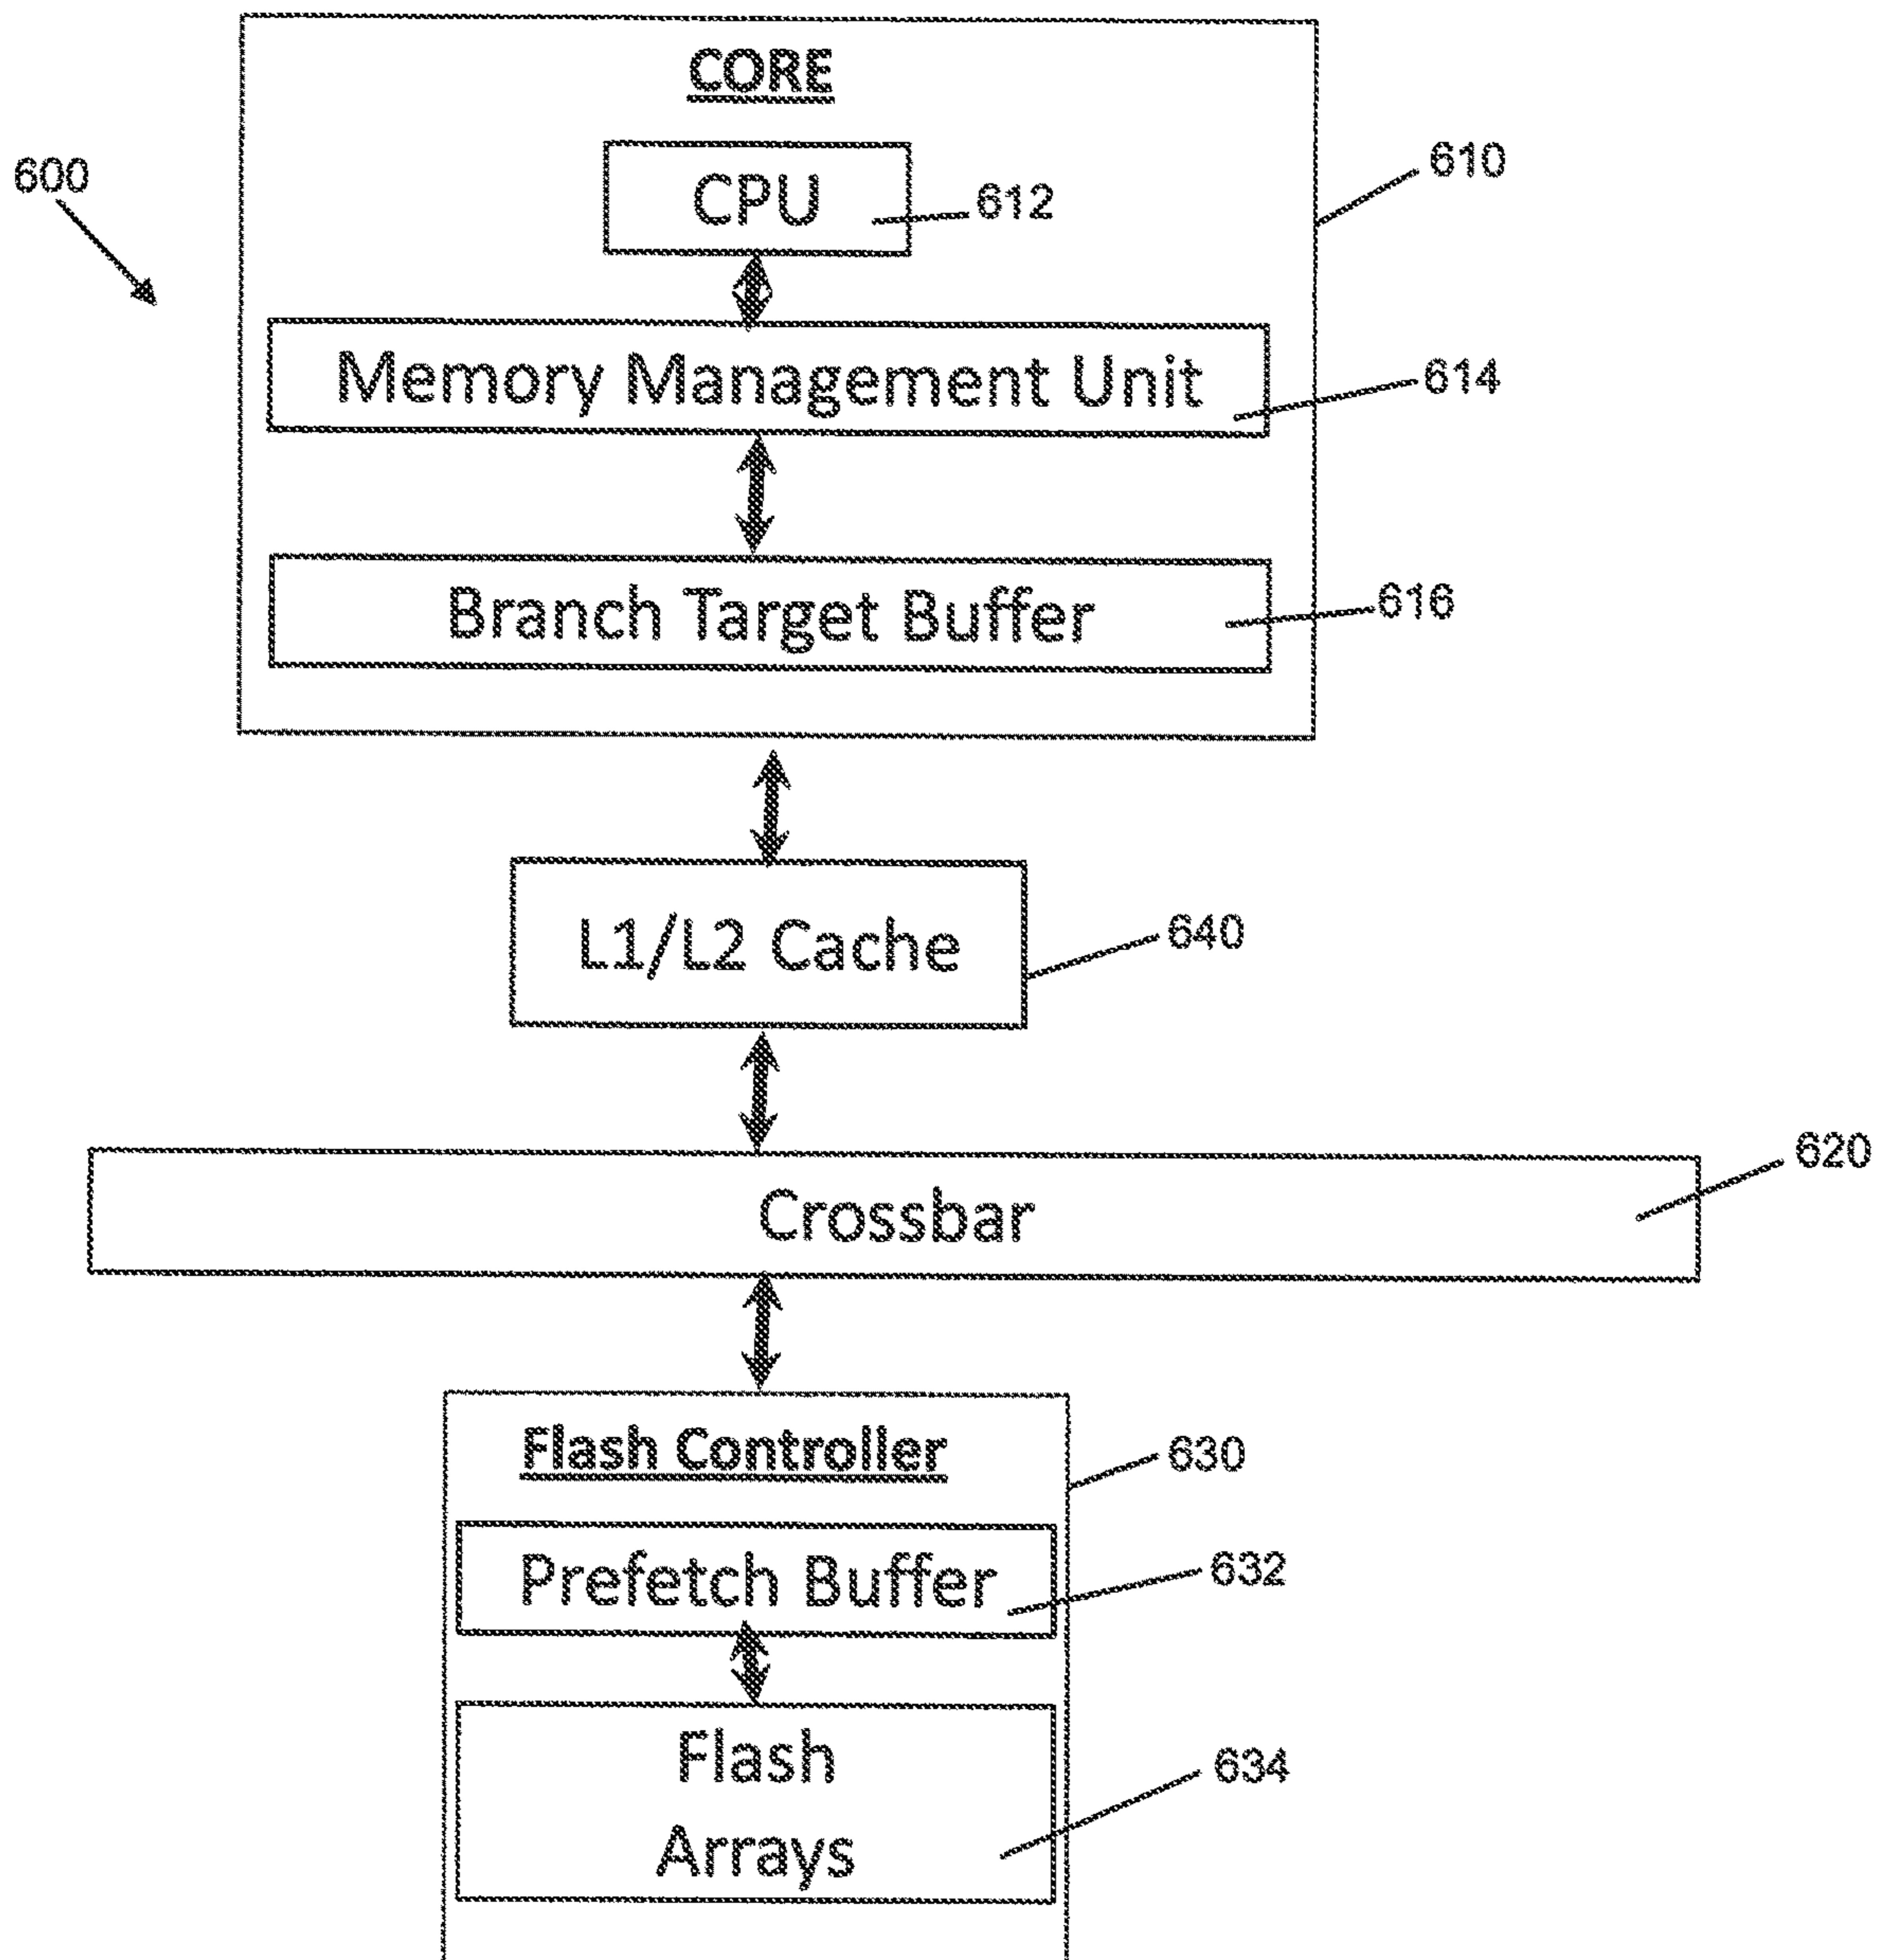 CORE
600
610
CPU
612
Memory Management Unit
614
Branch Target Buffer
616
L1/L2 Cache
640
620
Crossbar
Flash Controller
630
Prefetch Buffer
632
Flash
634
Arrays